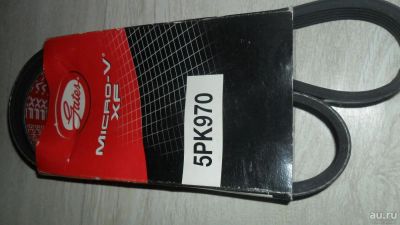 Gates
MICRO-V®
XF
5PK970
au.ru